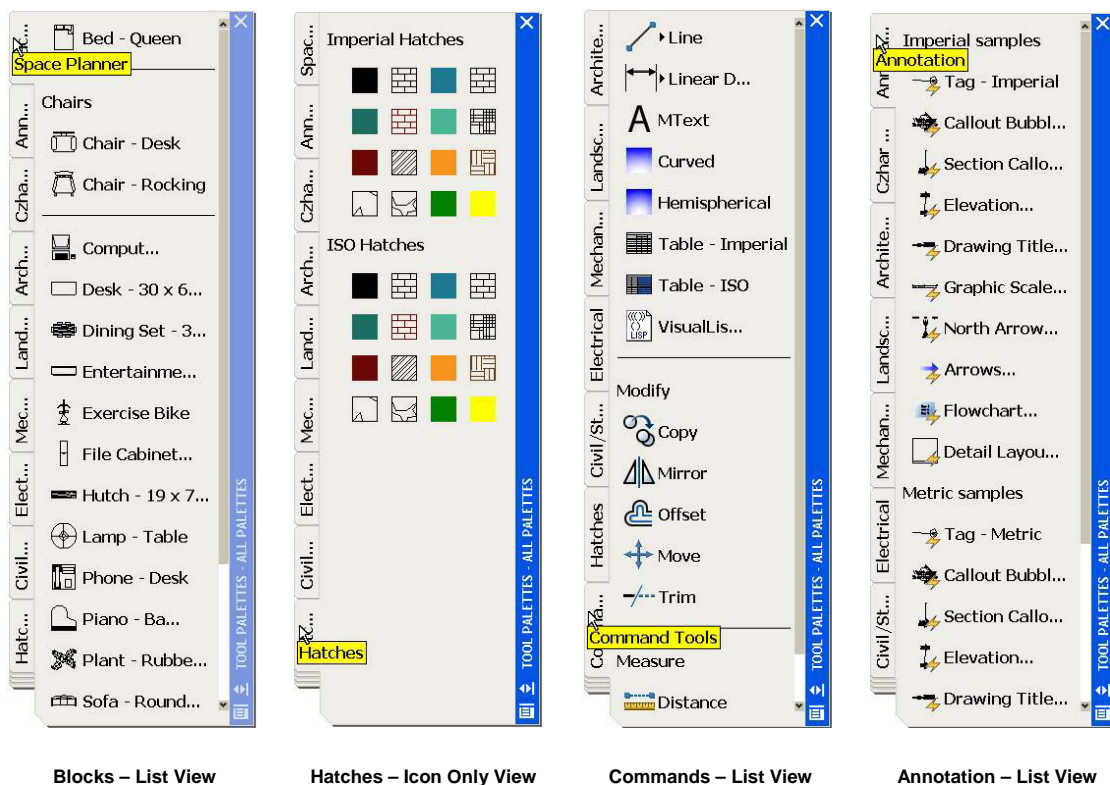 Bed - Queen
Space Planner
Chairs
Chair - Desk
Chair - Rocking
Comput...
Desk - 30 x 6...
Dining Set - 3...
Entertainme...
Exercise Bike
File Cabinet...
Hutch - 19 x 7...
Lamp - Table
Phone - Desk
Piano - Ba...
Plant - Rubbe...
Sofa - Round...
Ann...
Czha...
Arch...
Land...
Mec...
Elect...
Civil...
Hatc...
TOOL PALETTES - ALL PALETTES
Blocks – List View
Imperial Hatches
ISO Hatches
Spac...
Ann...
Czha...
Arch...
Land...
Mec...
Elect...
Civil...
Hatches
TOOL PALETTES - ALL PALETTES
Hatches – Icon Only View
Line
Linear D...
MText
Curved
Hemispherical
Table - Imperial
Table - ISO
LISP
VisualLis...
Modify
Copy
Mirror
Offset
Move
Trim
Command Tools
Measure
Distance
Archite...
Landsc...
Mechan...
Electrical
Civil/St...
Hatches
TOOL PALETTES - ALL PALETTES
Commands – List View
Imperial samples
Annotation
Tag - Imperial
Callout Bubbl...
Section Callo...
Elevation...
Drawing Title...
Graphic Scale...
North Arrow...
Arrows...
Flowchart...
Detail Layou...
Metric samples
Tag - Metric
Callout Bubbl...
Section Callo...
Elevation...
Drawing Title...
Czhar ...
Archite...
Landsc...
Mechan...
Electrical
Civil/St...
TOOL PALETTES - ALL PALETTES
Annotation – List View